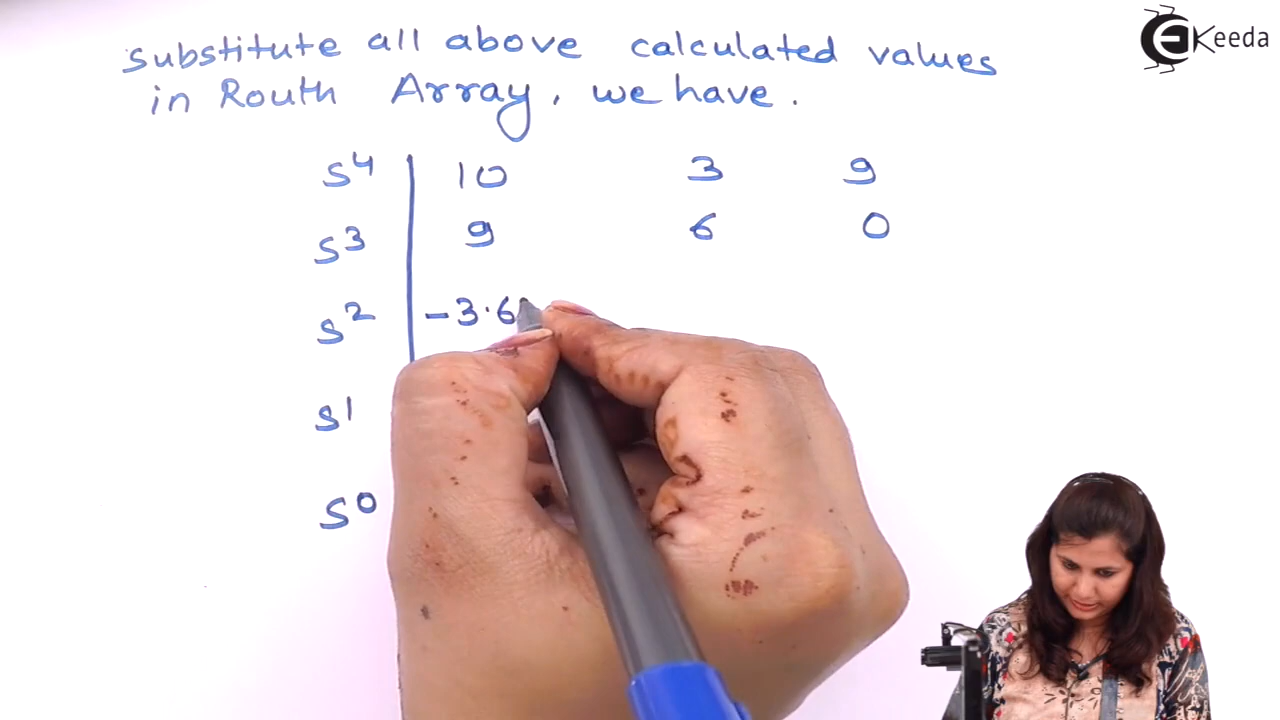 EKeeda
substitute all above calculated values
in Routh Array, we have.
S⁴ 10 3 9
S³ 9 6 0
S² -3.6
S¹
S⁰